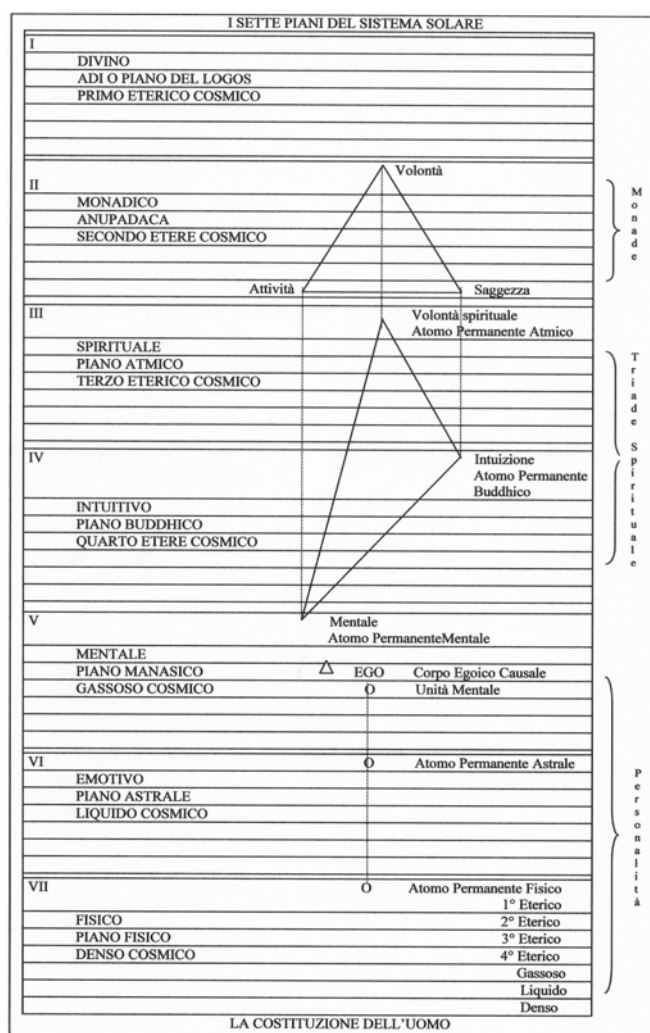 I SETTE PIANI DEL SISTEMA SOLARE
I
DIVINO
ADI O PIANO DEL LOGOS
PRIMO ETERICO COSMICO
Volontà
II
MONADICO
ANUPADACA
SECONDO ETERE COSMICO
Monade
Attività
Saggezza
III
Volontà spirituale
Atomo Permanente Atmico
SPIRITUALE
PIANO ATMICO
TERZO ETERICO COSMICO
Triade Spirituale
IV
Intuizione
Atomo Permanente
Buddhico
INTUITIVO
PIANO BUDDHICO
QUARTO ETERE COSMICO
V
Mentale
Atomo PermanenteMentale
MENTALE
PIANO MANASICO EGO Corpo Egoico Causale
GASSOSO COSMICO O Unità Mentale
VI O Atomo Permanente Astrale
EMOTIVO
PIANO ASTRALE
LIQUIDO COSMICO
Personalità
VII O Atomo Permanente Fisico
1° Eterico
FISICO 2° Eterico
PIANO FISICO 3° Eterico
DENSO COSMICO 4° Eterico
Gassoso
Liquido
Denso
LA COSTITUZIONE DELL'UOMO